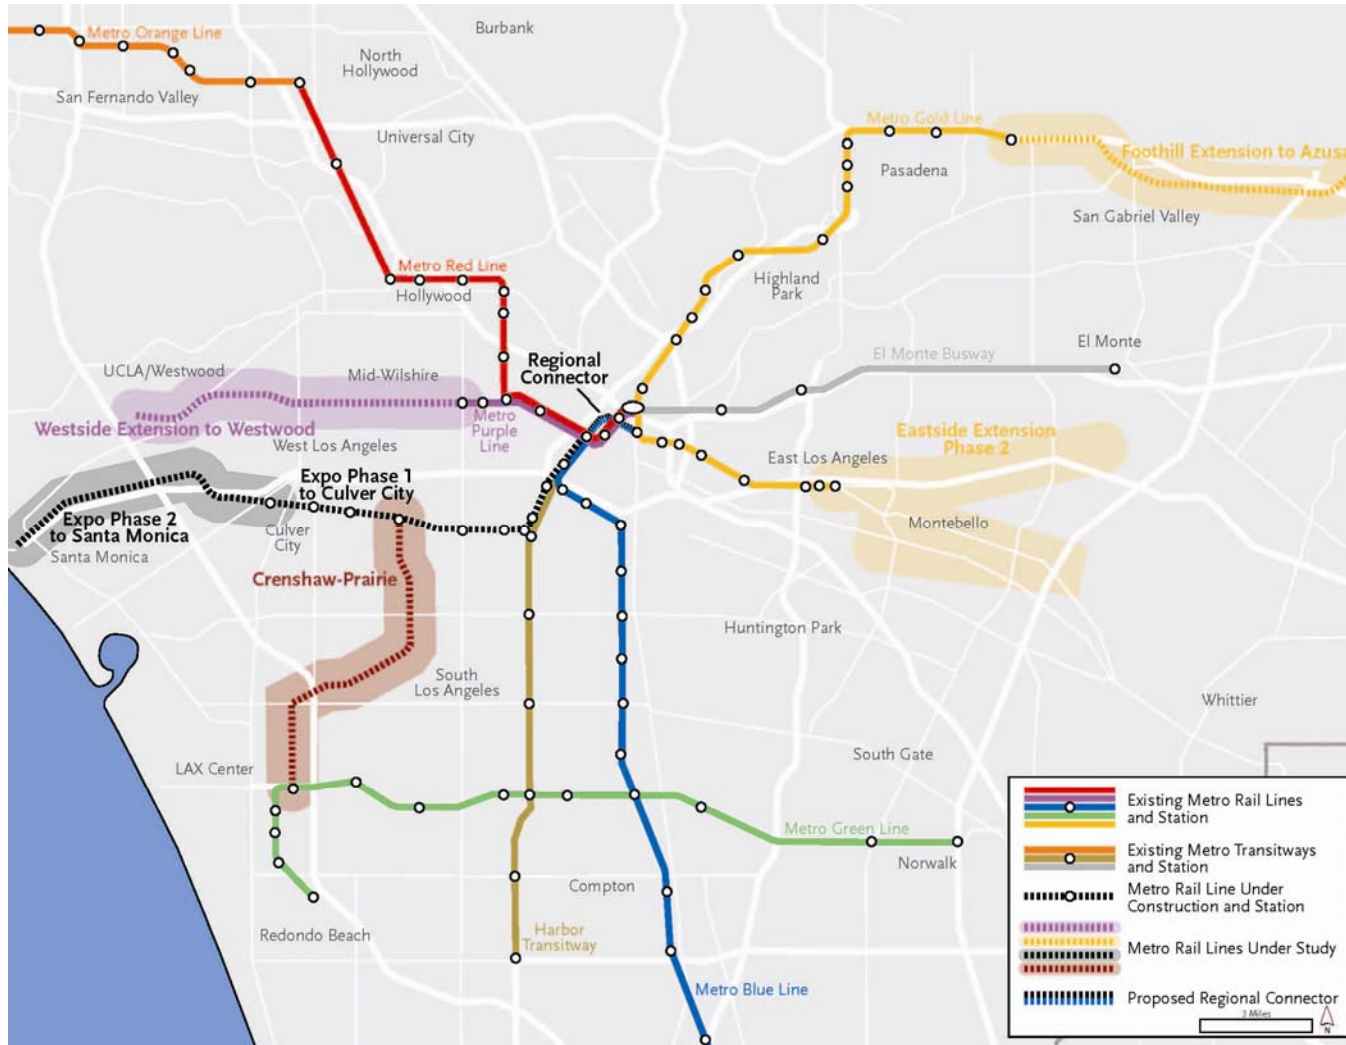 Burbank
Metro Orange Line
North
Hollywood
San Fernando Valley
Universal City
Metro Gold Line
Pasadena
Foothill Extension to Azusa
San Gabriel Valley
Metro Red Line
Hollywood
Highland
Park
El Monte
El Monte Busway
Regional
Connector
UCLA/Westwood
Mid-Wilshire
Westside Extension to Westwood
Metro
Purple
Line
West Los Angeles
Eastside Extension
Phase 2
East Los Angeles
Expo Phase 1
to Culver City
Expo Phase 2
to Santa Monica
Culver
City
Santa Monica
Montebello
Crenshaw-Prairie
Huntington Park
South
Los Angeles
Whittier
LAX Center
South Gate
Metro Green Line
Norwalk
Compton
Redondo Beach
Harbor
Transitway
Metro Blue Line
Existing Metro Rail Lines
and Station
Existing Metro Transitways
and Station
Metro Rail Line Under
Construction and Station
Metro Rail Lines Under Study
Proposed Regional Connector
3 Miles
N